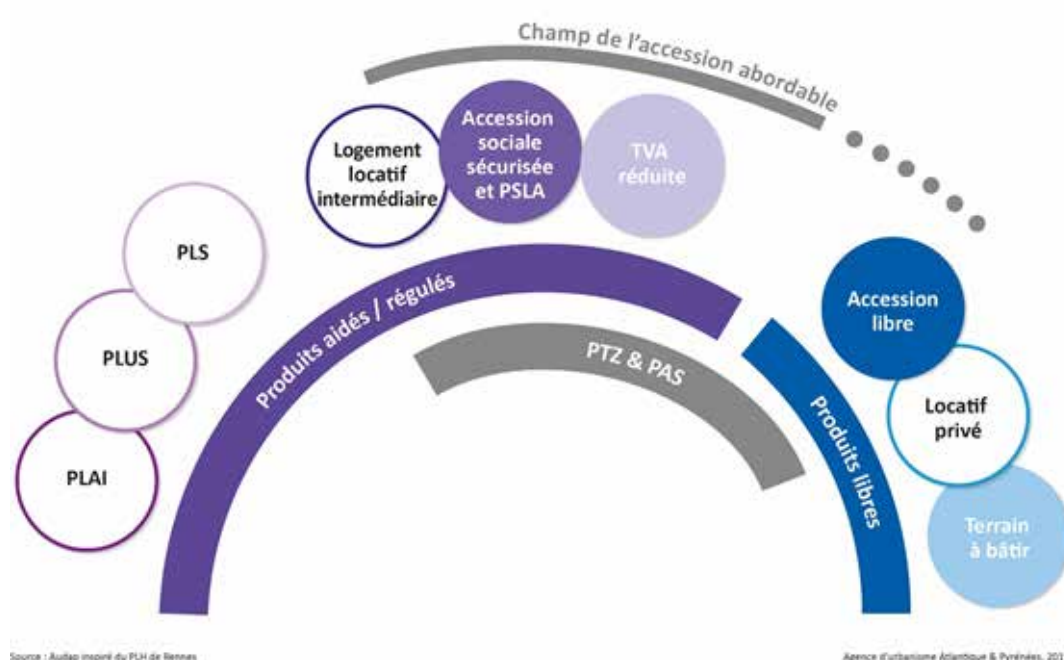 Champ de l'accession abordable
Logement
locatif
intermédiaire
Accession
sociale
sécurisée
et PSLA
TVA
réduite
PLS
PLUS
PLAI
Produits aidés / régulés
PTZ & PAS
Produits libres
Accession
libre
Locatif
privé
Terrain
à bâtir
Source : Audap inspiré du PLH de Rennes
Agence d'urbanisme Atlantique & Pyrénées,